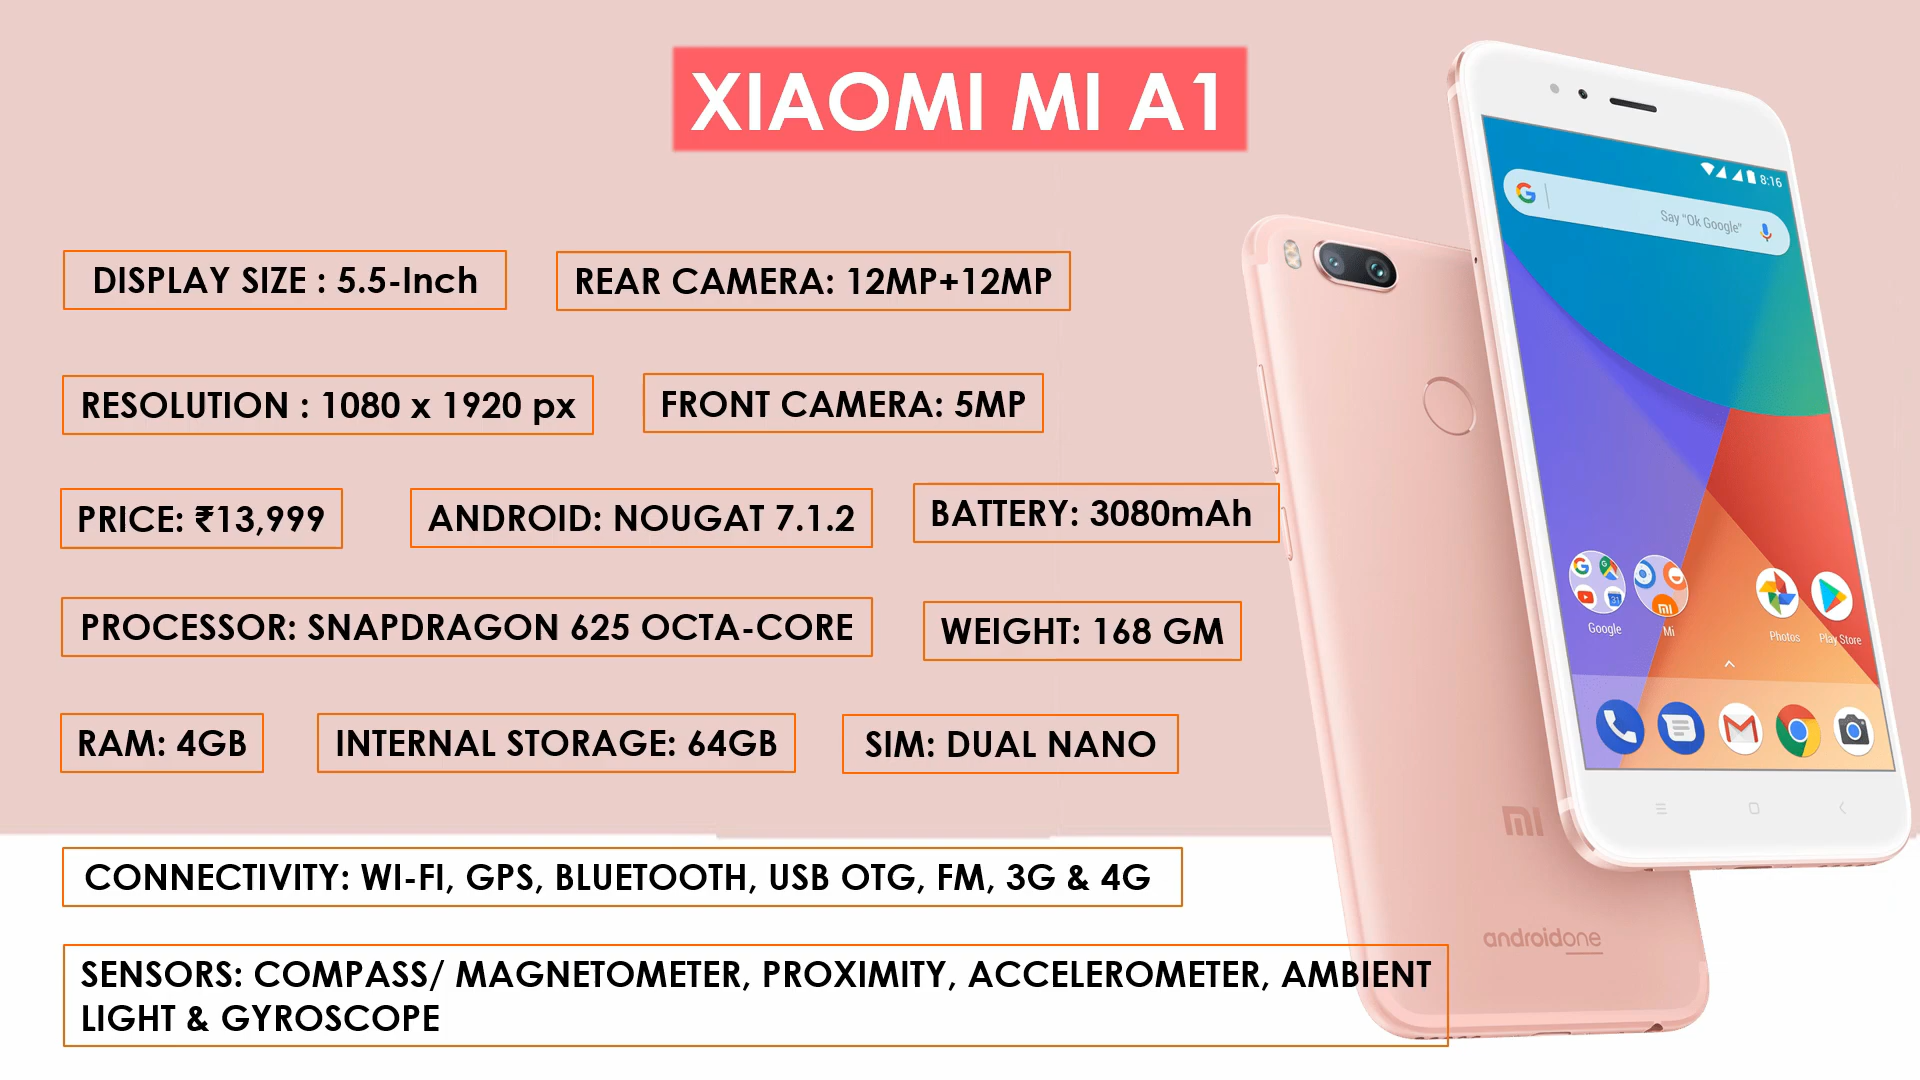 XIAOMI MI A1
DISPLAY SIZE : 5.5-Inch
REAR CAMERA: 12MP+12MP
RESOLUTION : 1080 x 1920 px
FRONT CAMERA: 5MP
PRICE: ₹13,999
ANDROID: NOUGAT 7.1.2
BATTERY: 3080mAh
PROCESSOR: SNAPDRAGON 625 OCTA-CORE
WEIGHT: 168 GM
RAM: 4GB
INTERNAL STORAGE: 64GB
SIM: DUAL NANO
CONNECTIVITY: WI-FI, GPS, BLUETOOTH, USB OTG, FM, 3G & 4G
SENSORS: COMPASS/ MAGNETOMETER, PROXIMITY, ACCELEROMETER, AMBIENT
LIGHT & GYROSCOPE
8:16
G
Say "Ok Google"
G
31
mi
Google
Mi
Photos
Play Store
mi
androidone